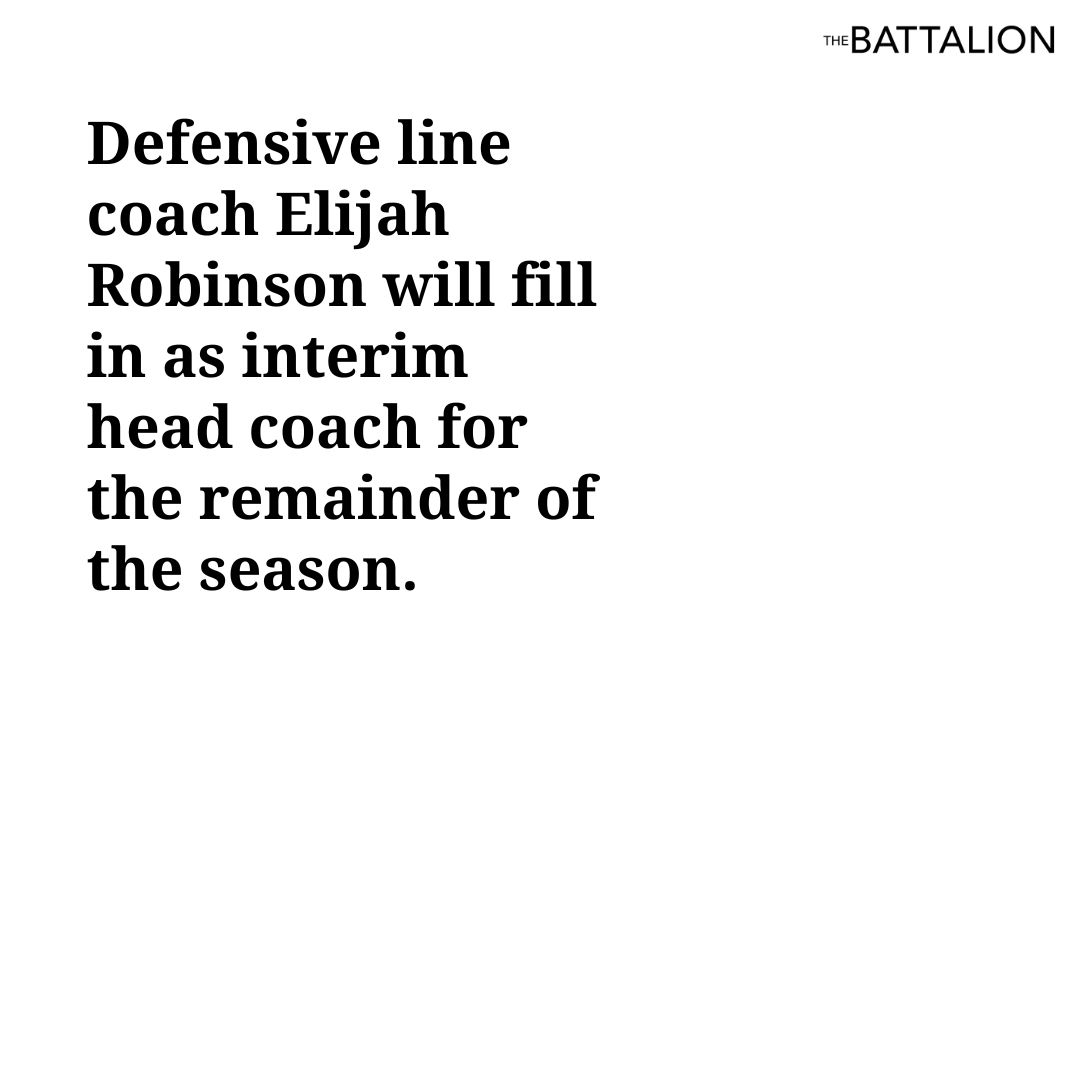 THE BATTALION
Defensive line
coach Elijah
Robinson will fill
in as interim
head coach for
the remainder of
the season.